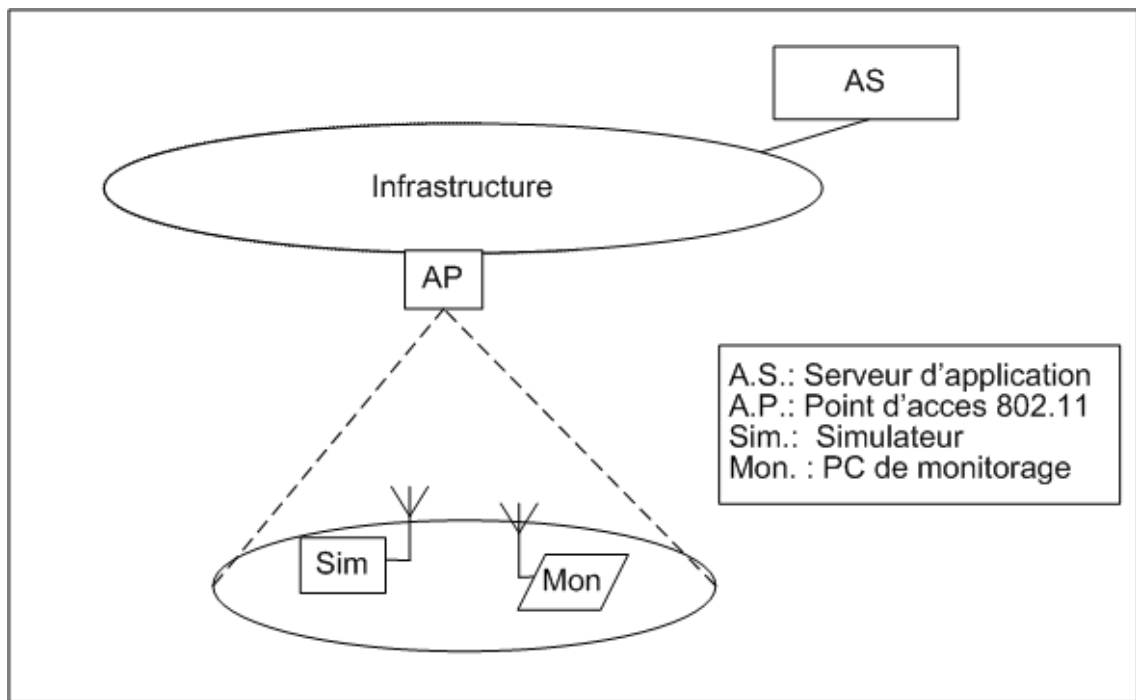 AS
Infrastructure
AP
A.S.: Serveur d'application
A.P.: Point d'acces 802.11
Sim.: Simulateur
Mon. : PC de monitorage
Sim
Mon